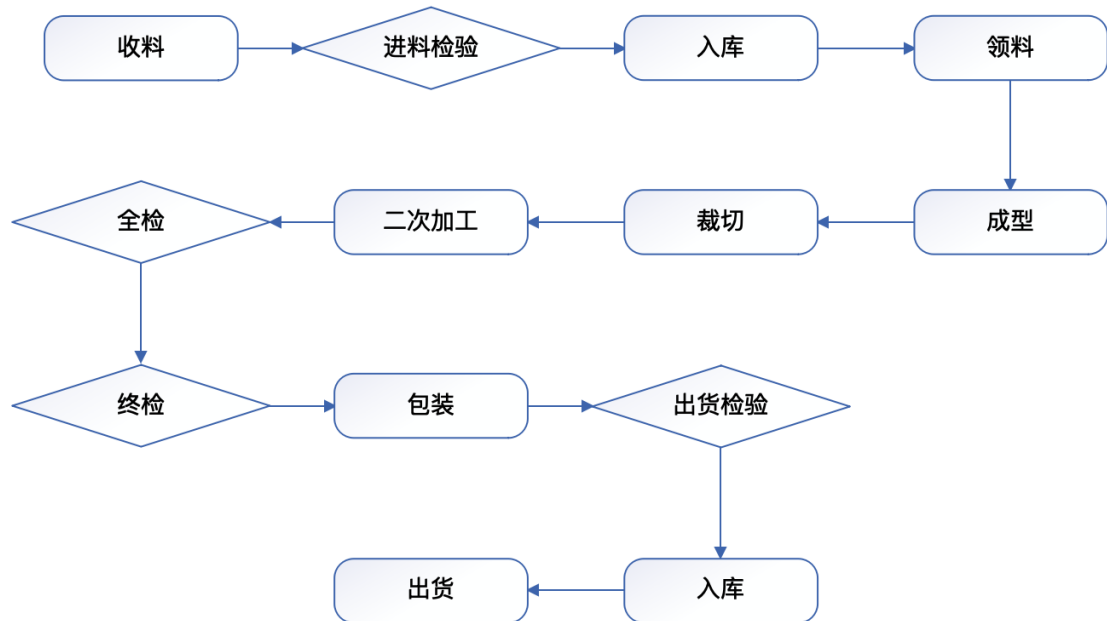 收料
进料检验
入库
领料
成型
裁切
二次加工
全检
终检
包装
出货检验
入库
出货